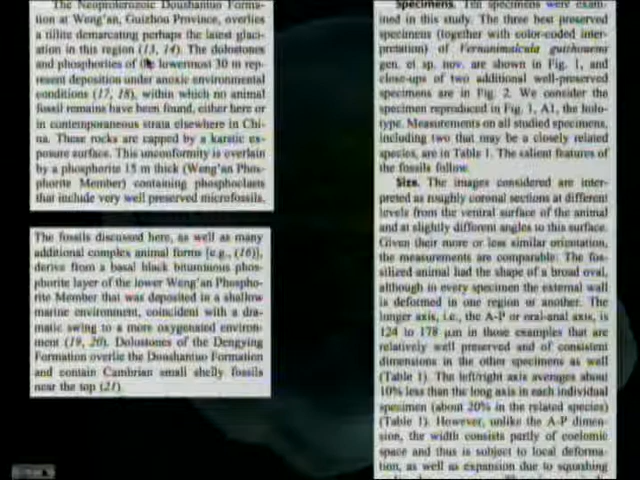 The Neoproterozoic Doushantuo Forma-
tion at Weng'an, Guizhou Province, overlies
a tillite demarcating perhaps the latest glaci-
ation in this region (13, 14). The dolostones
and phosphorites of the lowermost 30 m rep-
resent deposition under anoxic environmental
conditions (17, 18), within which no animal
fossil remains have been found, either here or
in contemporaneous strata elsewhere in Chi-
na. These rocks are capped by a karstic ex-
posure surface. This unconformity is overlain
by a phosphorite 15 m thick (Weng'an Phos-
phorite Member) containing phosphoclasts
that include very well preserved microfossils.
The fossils discussed here, as well as many
additional complex animal forms [e.g., (16)],
derive from a basal black bituminous phos-
phorite layer of the lower Weng'an Phospho-
rite Member that was deposited in a shallow
marine environment, coincident with a dra-
matic swing to a more oxygenated environ-
ment (19, 20). Dolostones of the Dengying
Formation overlie the Doushantuo Formation
and contain Cambrian small shelly fossils
near the top (21).
Specimens. Ten specimens were exam-
ined in this study. The three best preserved
specimens (together with color-coded inter-
pretation) of Vernanimalcula guizhouena
gen. et sp. nov. are shown in Fig. 1, and
close-ups of two additional well-preserved
specimens are in Fig. 2. We consider the
specimen reproduced in Fig. 1, A1, the holo-
type. Measurements on all studied specimens,
including two that may be a closely related
species, are in Table 1. The salient features of
the fossils follow.
Size. The images considered are inter-
preted as roughly coronal sections at different
levels from the ventral surface of the animal
and at slightly different angles to this surface.
Given their more or less similar orientation,
the measurements are comparable. The fos-
silized animal had the shape of a broad oval,
although in every specimen the external wall
is deformed in one region or another. The
longer axis, i.e., the A-P or oral-anal axis, is
124 to 178 μm in those examples that are
relatively well preserved and of consistent
dimensions in the other specimens as well
(Table 1). The left/right axis averages about
10% less than the long axis in each individual
specimen (about 20% in the related species)
(Table 1). However, unlike the A-P dimen-
sion, the width consists partly of coelomic
space and thus is subject to local deforma-
tion, as well as expansion due to squashing